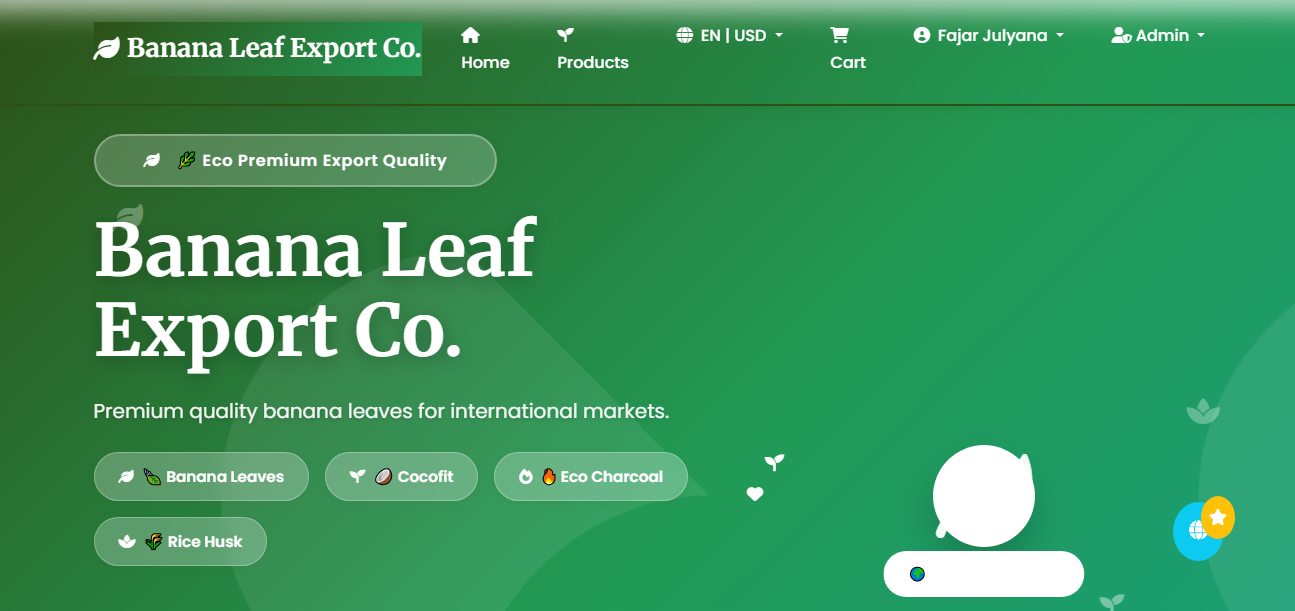 Banana Leaf Export Co.
Home
Products
EN | USD
Cart
Fajar Julyana
Admin
Eco Premium Export Quality
Banana Leaf
Export Co.
Premium quality banana leaves for international markets.
Banana Leaves
Cocofit
Eco Charcoal
Rice Husk